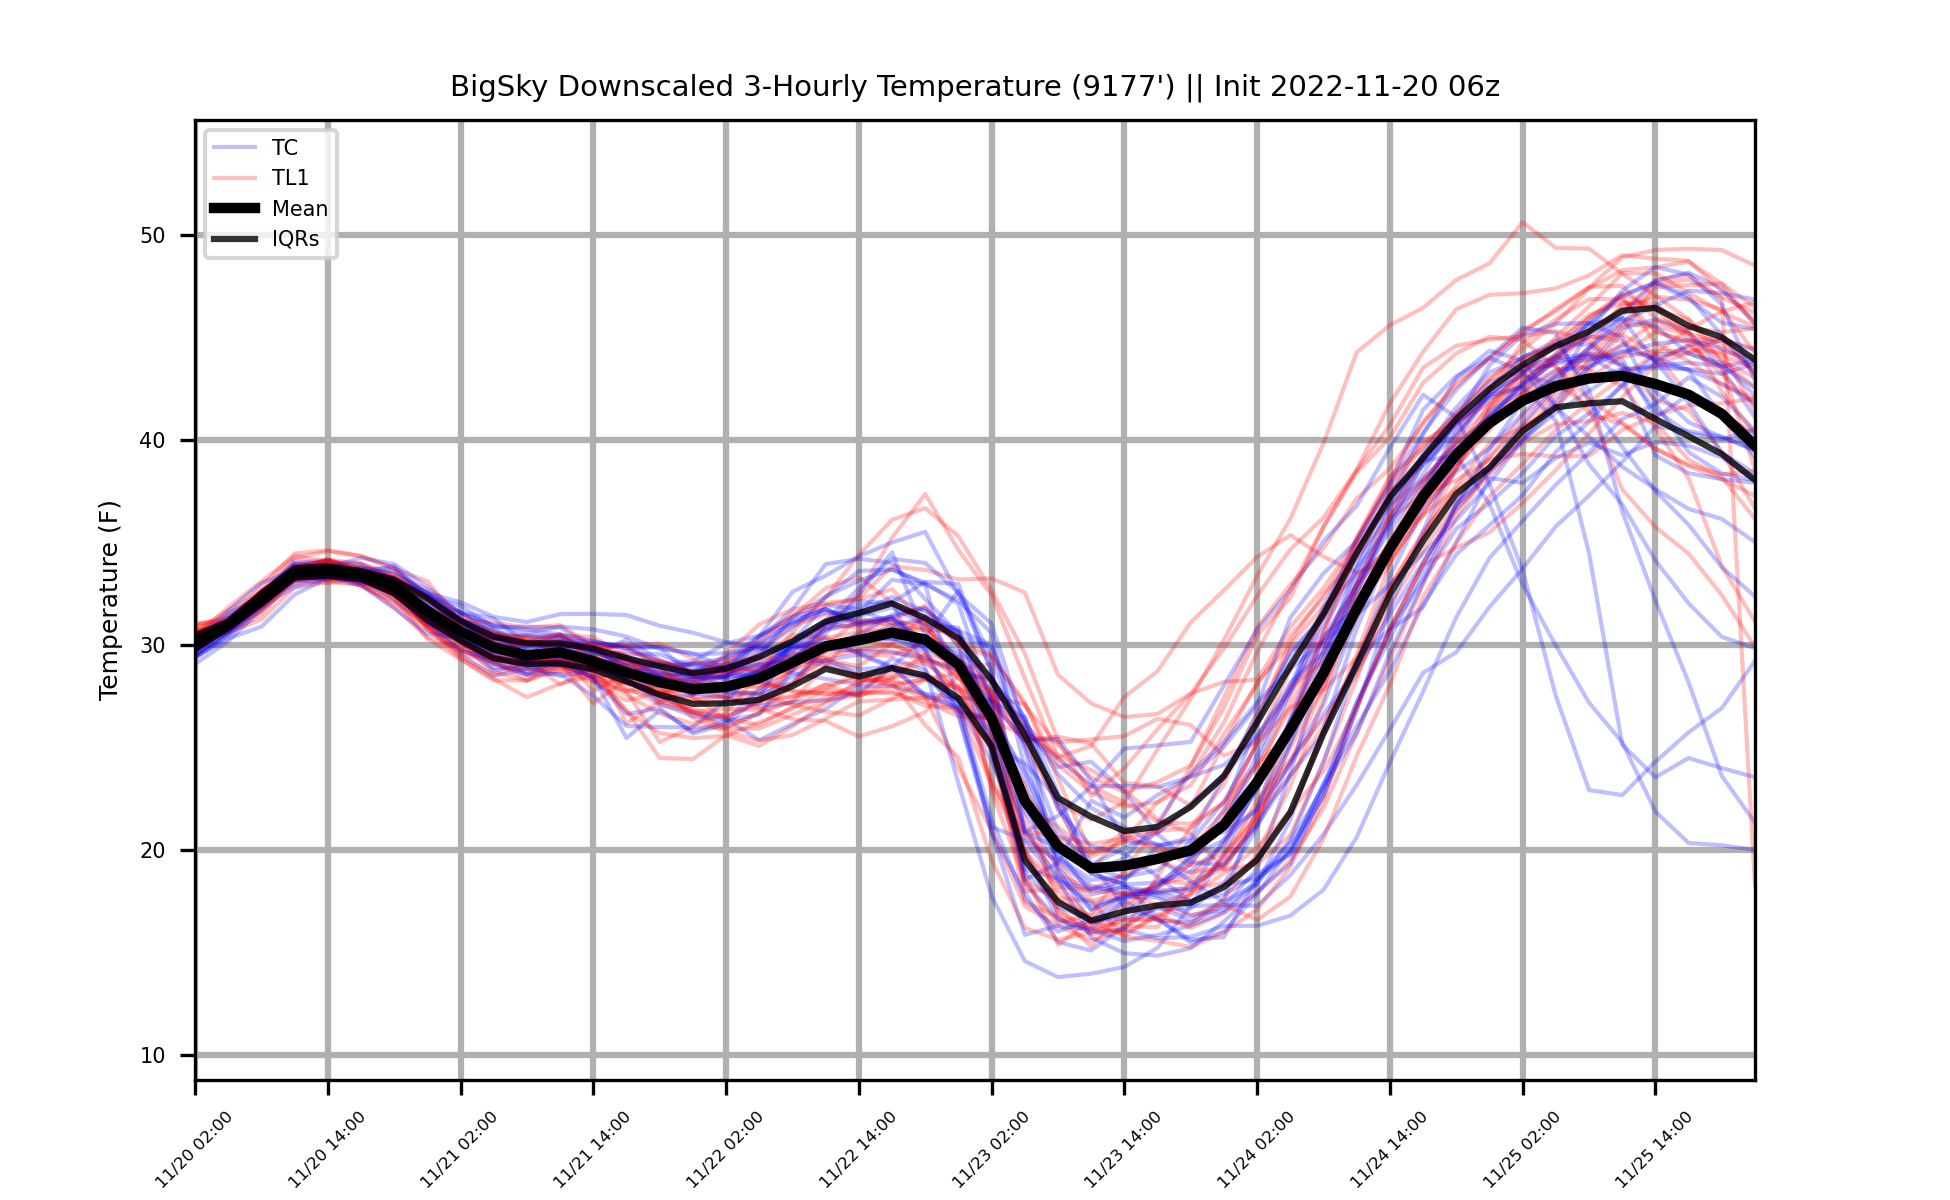 BigSky Downscaled 3-Hourly Temperature (9177') || Init 2022-11-20 06z
TC
TL1
Mean
IQRs
Temperature (F)
50
40
30
20
10
11/20 02:00
11/20 14:00
11/21 02:00
11/21 14:00
11/22 02:00
11/22 14:00
11/23 02:00
11/23 14:00
11/24 02:00
11/24 14:00
11/25 02:00
11/25 14:00